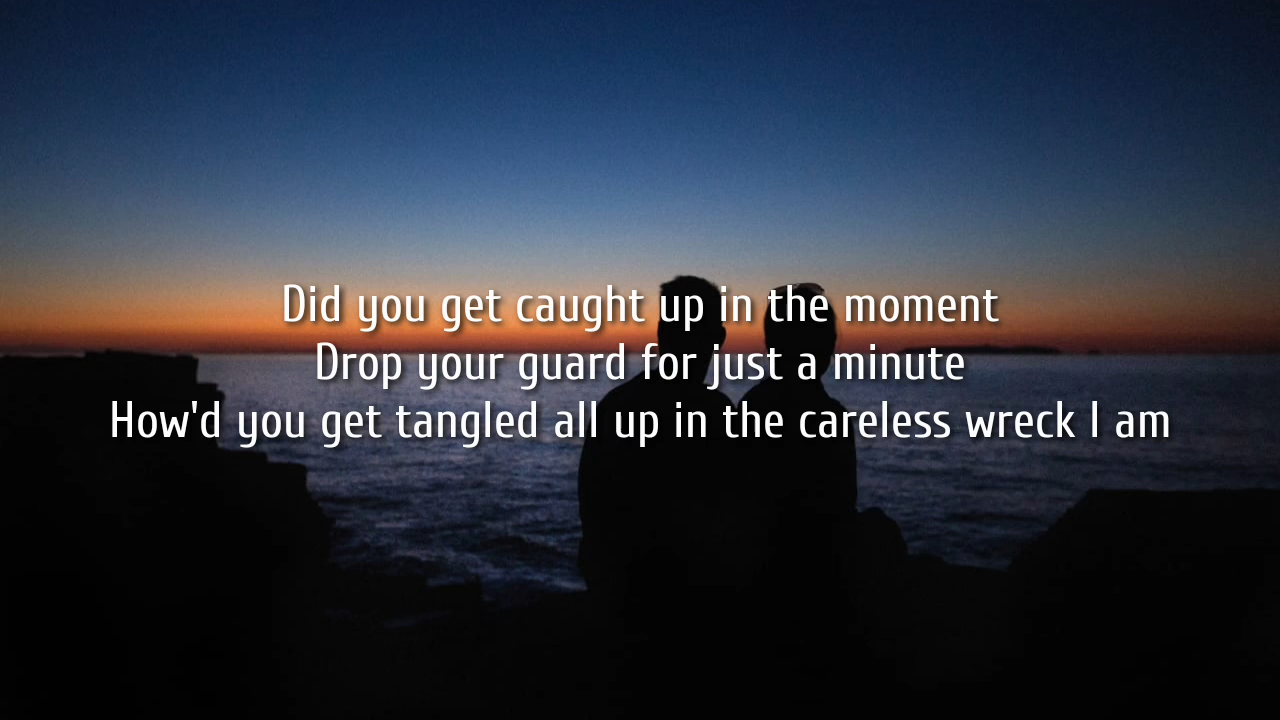 Did you get caught up in the moment
Drop your guard for just a minute
How'd you get tangled all up in the careless wreck I am